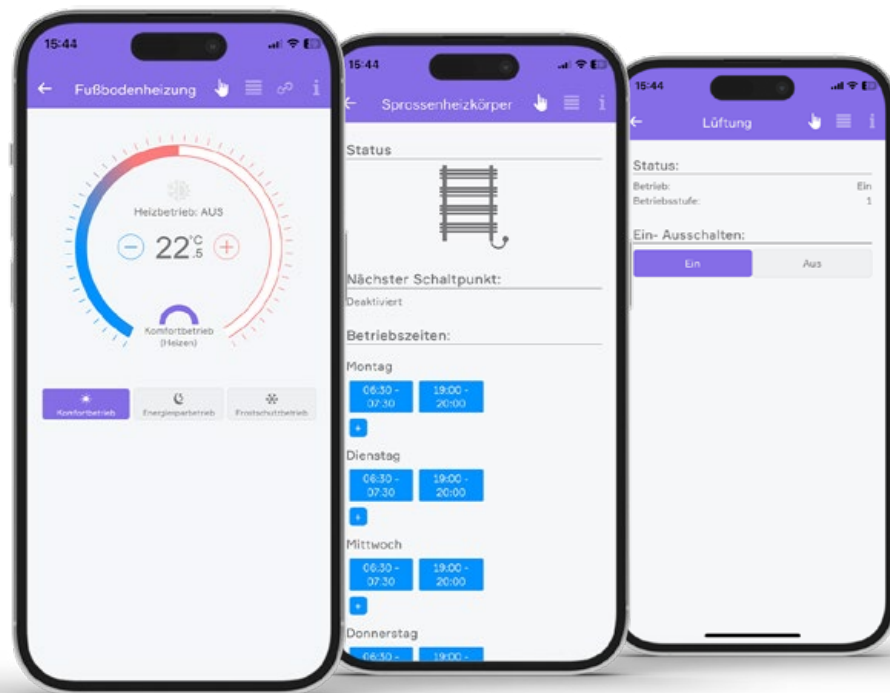 15:44
Fußbodenheizung
Heizbetrieb: AUS
22 °C .5
Komfortbetrieb
(Heizen)
Komfortbetrieb
Energiesparbetrieb
Frostschutzbetrieb
15:44
Sprossenheizkörper
Status
Nächster Schaltpunkt:
Deaktiviert
Betriebszeiten:
Montag
06:30 - 19:00 -
07:30 20:00
+
Dienstag
06:30 - 19:00 -
07:30 20:00
+
Mittwoch
06:30 - 19:00 -
07:30 20:00
+
Donnerstag
06:30 - 19:00 -
15:44
Lüftung
Status:
Betrieb: Ein
Betriebsstufe: 1
Ein- Ausschalten:
Ein Aus